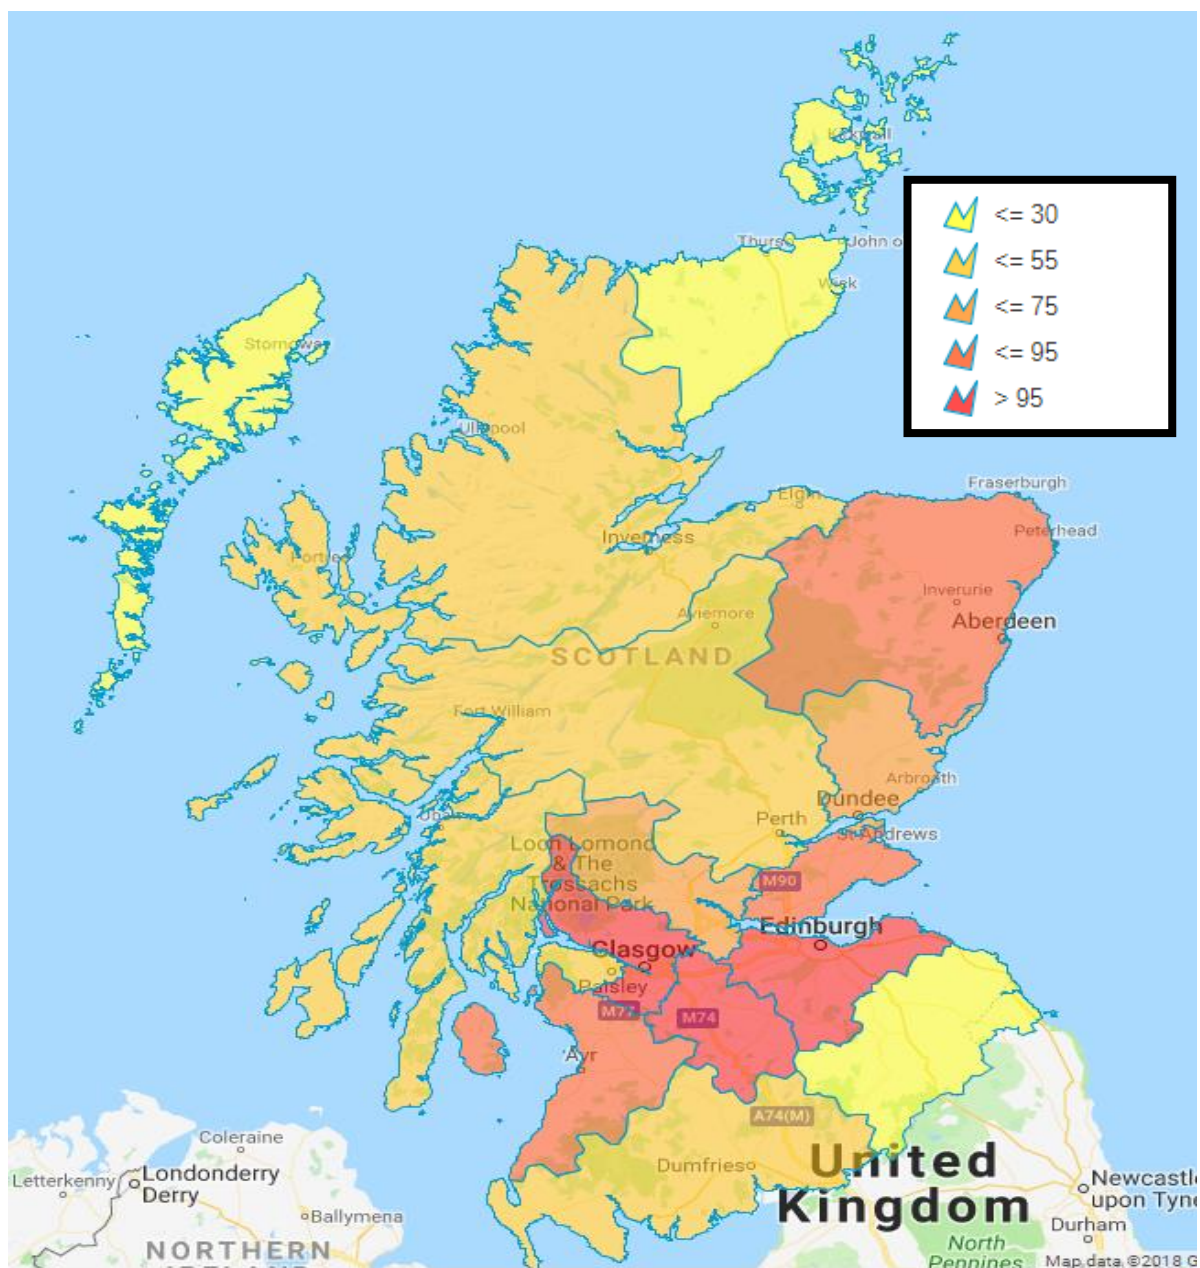 Kirkwall
<= 30
<= 55
<= 75
<= 95
> 95
Thurso
John o
Wick
Stornoway
Ullapool
Fraserburgh
Elgin
Peterhead
Inverness
Portree
Inverurie
Aviemore
Aberdeen
SCOTLAND
Fort William
Arbroath
Dundee
Oban
Perth
St Andrews
Loch Lomond
& The
Trossachs
National Park
M90
Edinburgh
Glasgow
Paisley
M77
M74
Ayr
A74(M)
Coleraine
Letterkenny
Londonderry
Derry
Dumfries
United
Kingdom
Newcastle
upon Tyne
Ballymena
Durham
NORTHERN
North
Pennines
Map data ©2018 G